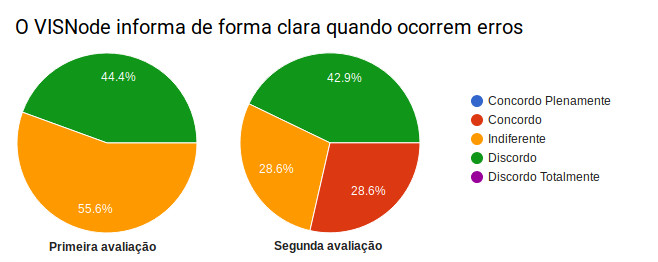 O VISNode informa de forma clara quando ocorrem erros
44.4%
55.6%
Primeira avaliação
42.9%
28.6%
28.6%
Segunda avaliação
Concordo Plenamente
Concordo
Indiferente
Discordo
Discordo Totalmente